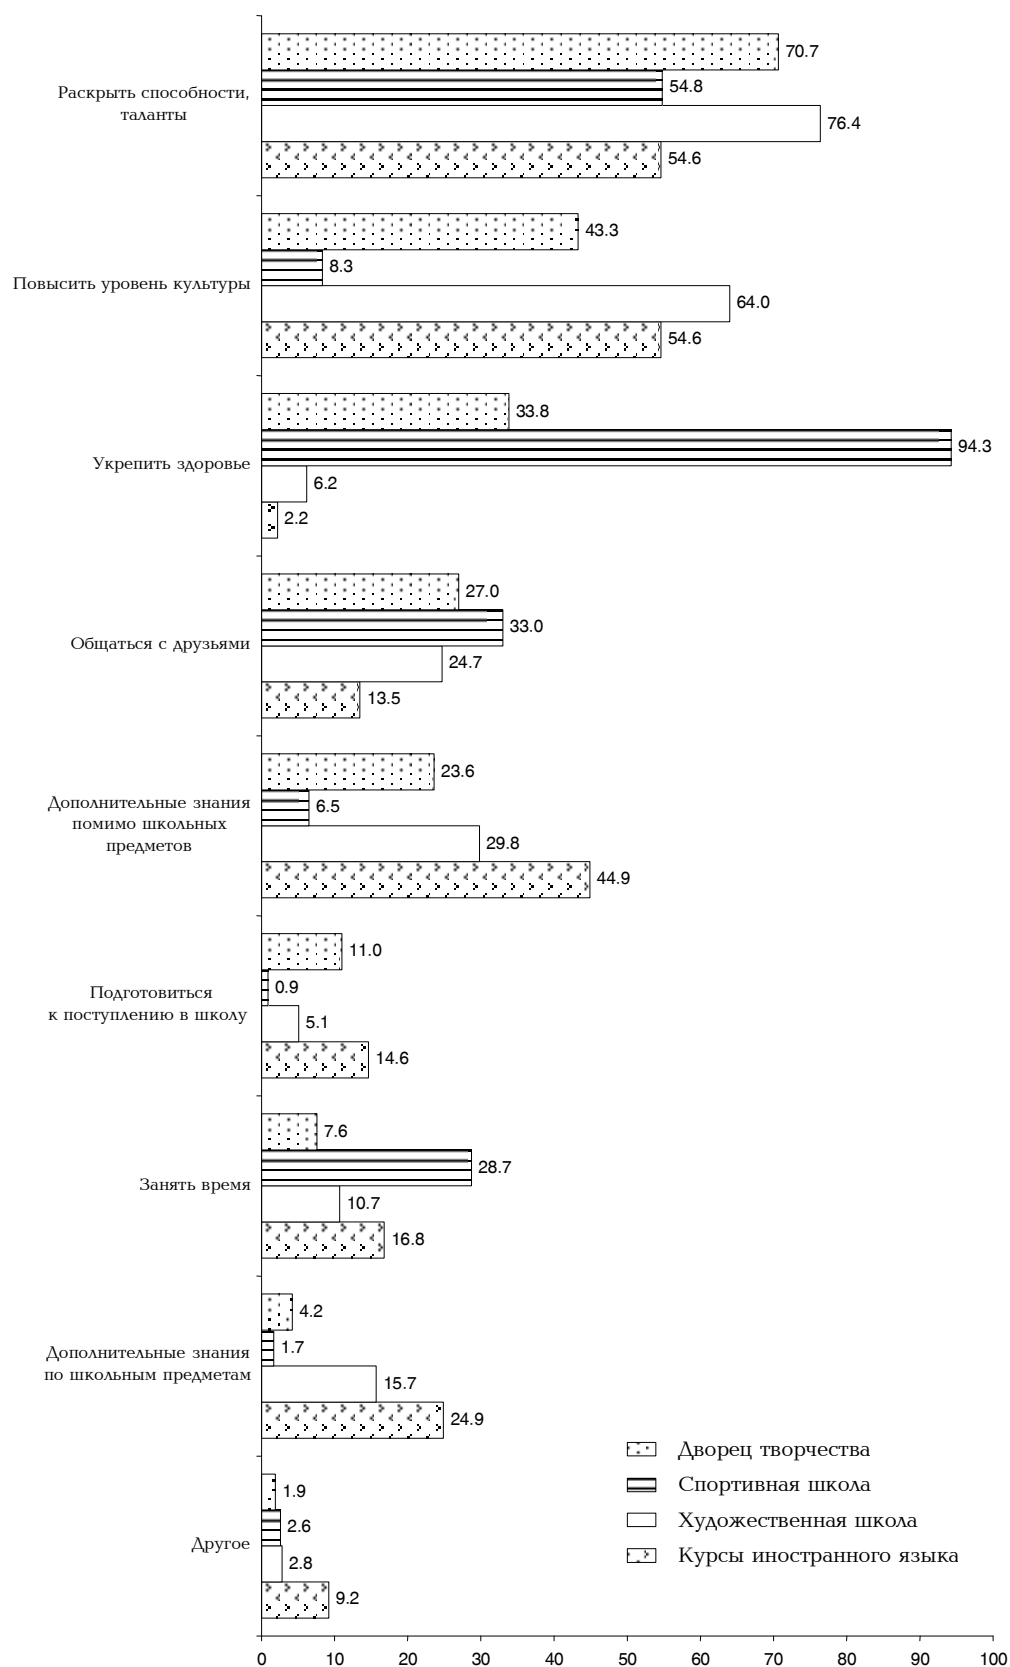 70.7
54.8
Раскрыть способности,
таланты
76.4
54.6
43.3
8.3
Повысить уровень культуры
64.0
54.6
33.8
94.3
Укрепить здоровье
6.2
2.2
27.0
33.0
Общаться с друзьями
24.7
13.5
23.6
6.5
Дополнительные знания
помимо школьных
предметов
29.8
44.9
11.0
0.9
Подготовиться
к поступлению в школу
5.1
14.6
7.6
28.7
Занять время
10.7
16.8
4.2
1.7
Дополнительные знания
по школьным предметам
15.7
24.9
Дворец творчества
Спортивная школа
Художественная школа
Курсы иностранного языка
1.9
2.6
Другое
2.8
9.2
0 10 20 30 40 50 60 70 80 90 100